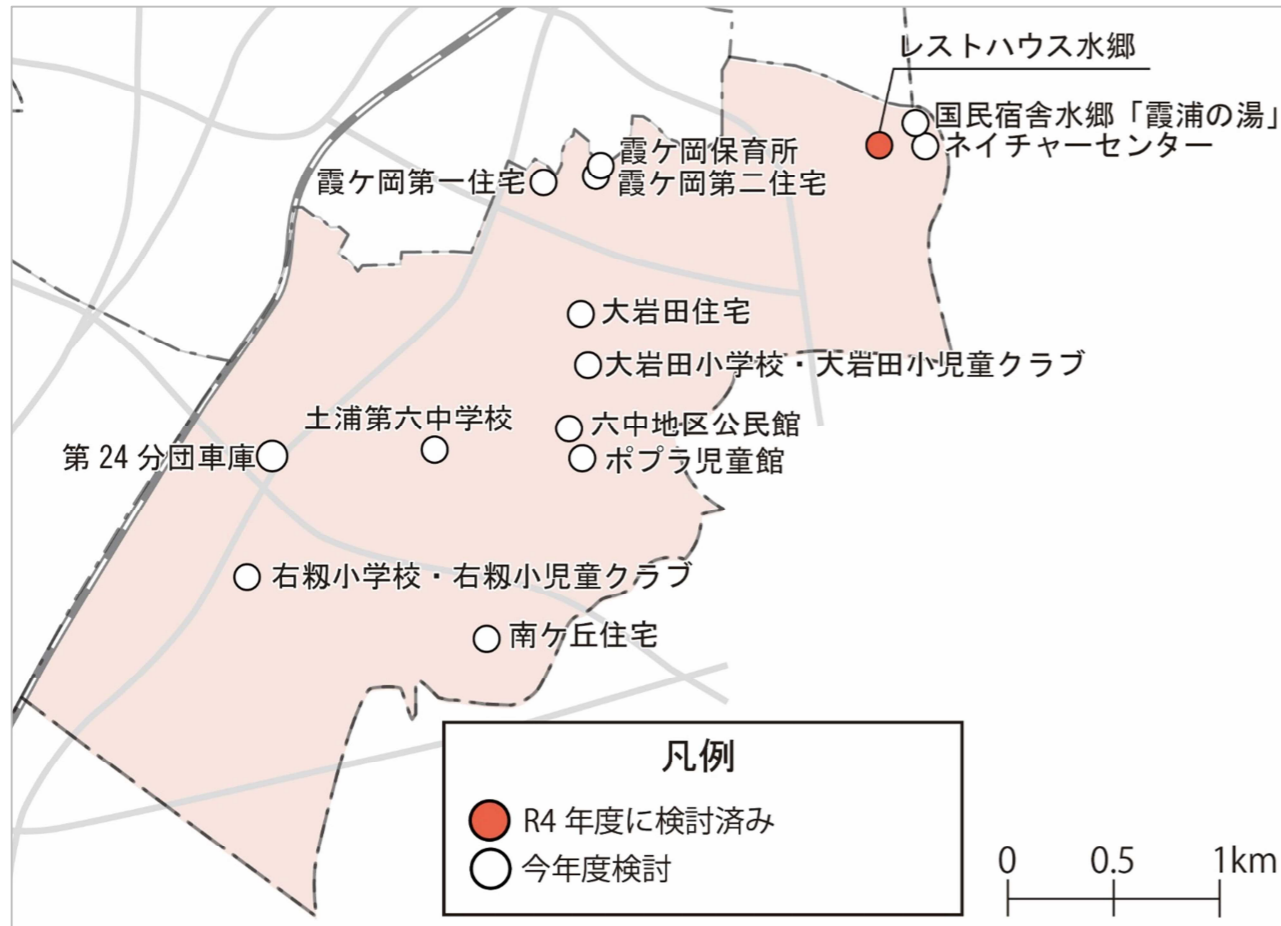 レストハウス水郷
国民宿舎水郷「霞浦の湯」
ネイチャーセンター
霞ケ岡保育所
霞ケ岡第一住宅
霞ケ岡第二住宅
大岩田住宅
大岩田小学校・大岩田小児童クラブ
土浦第六中学校
六中地区公民館
第24分団車庫
ポプラ児童館
右籾小学校・右籾小児童クラブ
南ケ丘住宅
凡例
R4年度に検討済み
今年度検討
0 0.5 1km